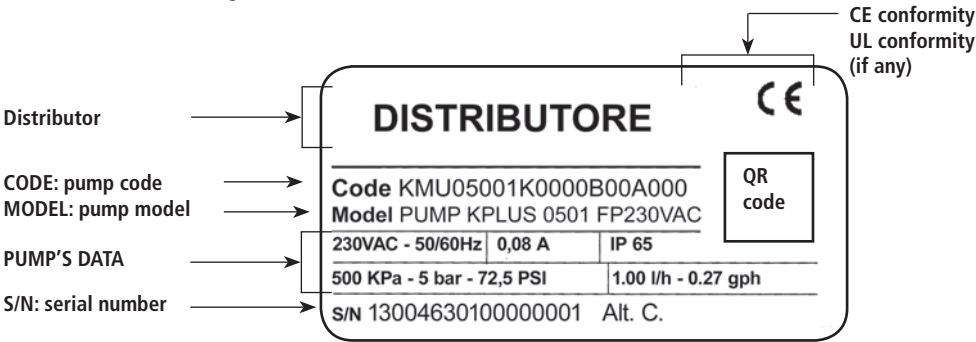 CE conformity
UL conformity
(if any)
Distributor
DISTRIBUTORE
CE
CODE: pump code
MODEL: pump model
Code KMU05001K0000B00A000
Model PUMP KPLUS 0501 FP230VAC
QR
code
PUMP'S DATA
230VAC - 50/60Hz 0,08 A IP 65
500 KPa - 5 bar - 72,5 PSI 1.00 l/h - 0.27 gph
S/N: serial number
S/N 13004630100000001 Alt. C.